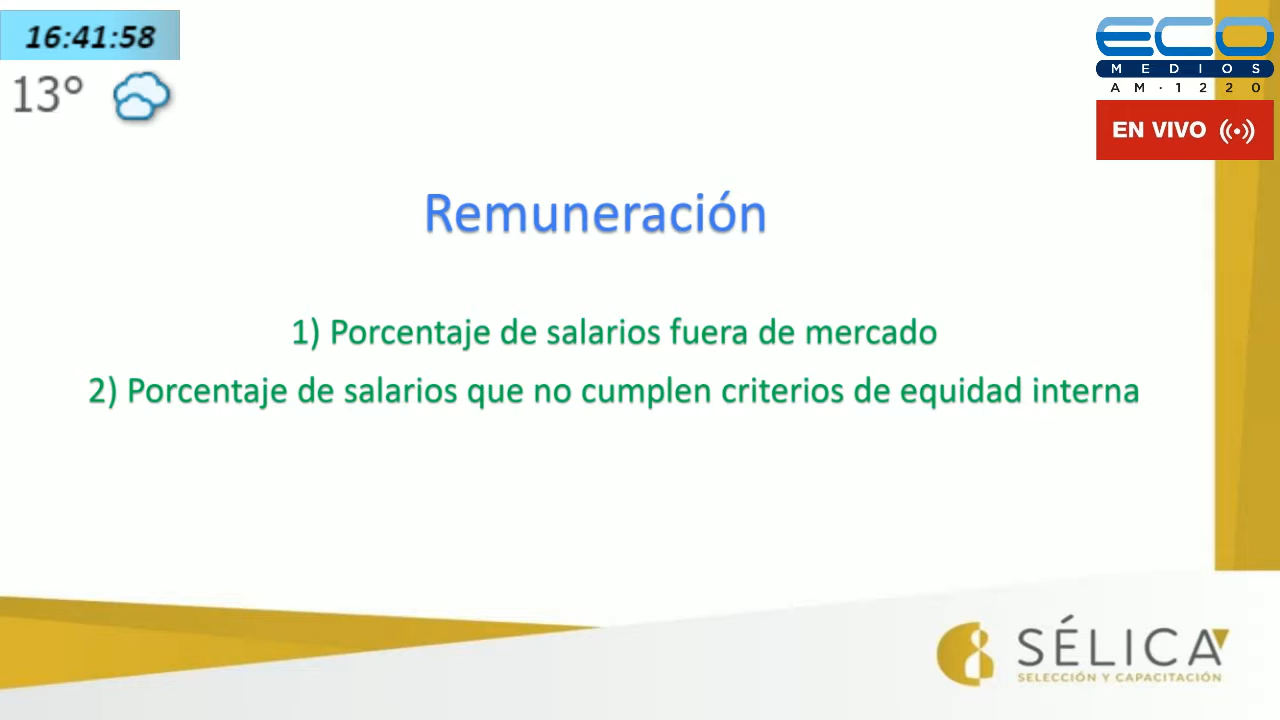 16:41:58
13°
ECO
MEDIOS
AM·1220
EN VIVO
Remuneración
1) Porcentaje de salarios fuera de mercado
2) Porcentaje de salarios que no cumplen criterios de equidad interna
SÉLICA
SELECCIÓN Y CAPACITACIÓN